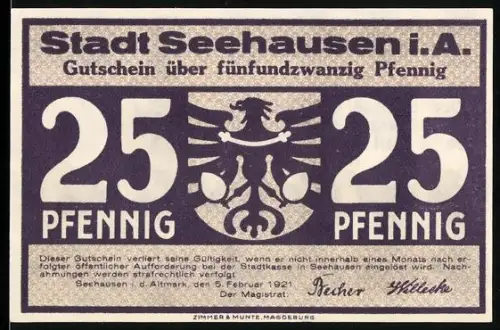 Stadt Seehausen i.A.
Gutschein über fünfundzwanzig Pfennig
25 25
PFENNIG PFENNIG
Dieser Gutschein verliert seine Gültigkeit, wenn er nicht innerhalb eines Monats nach er-
folgter öffentlicher Aufforderung bei der Stadtkasse in Seehausen eingelöst wird. Nach-
ahmungen werden strafrechtlich verfolgt.
Seehausen i. d. Altmark, den 5. Februar 1921
Der Magistrat: Becher
ZIMMER & MUNTE, MAGDEBURG